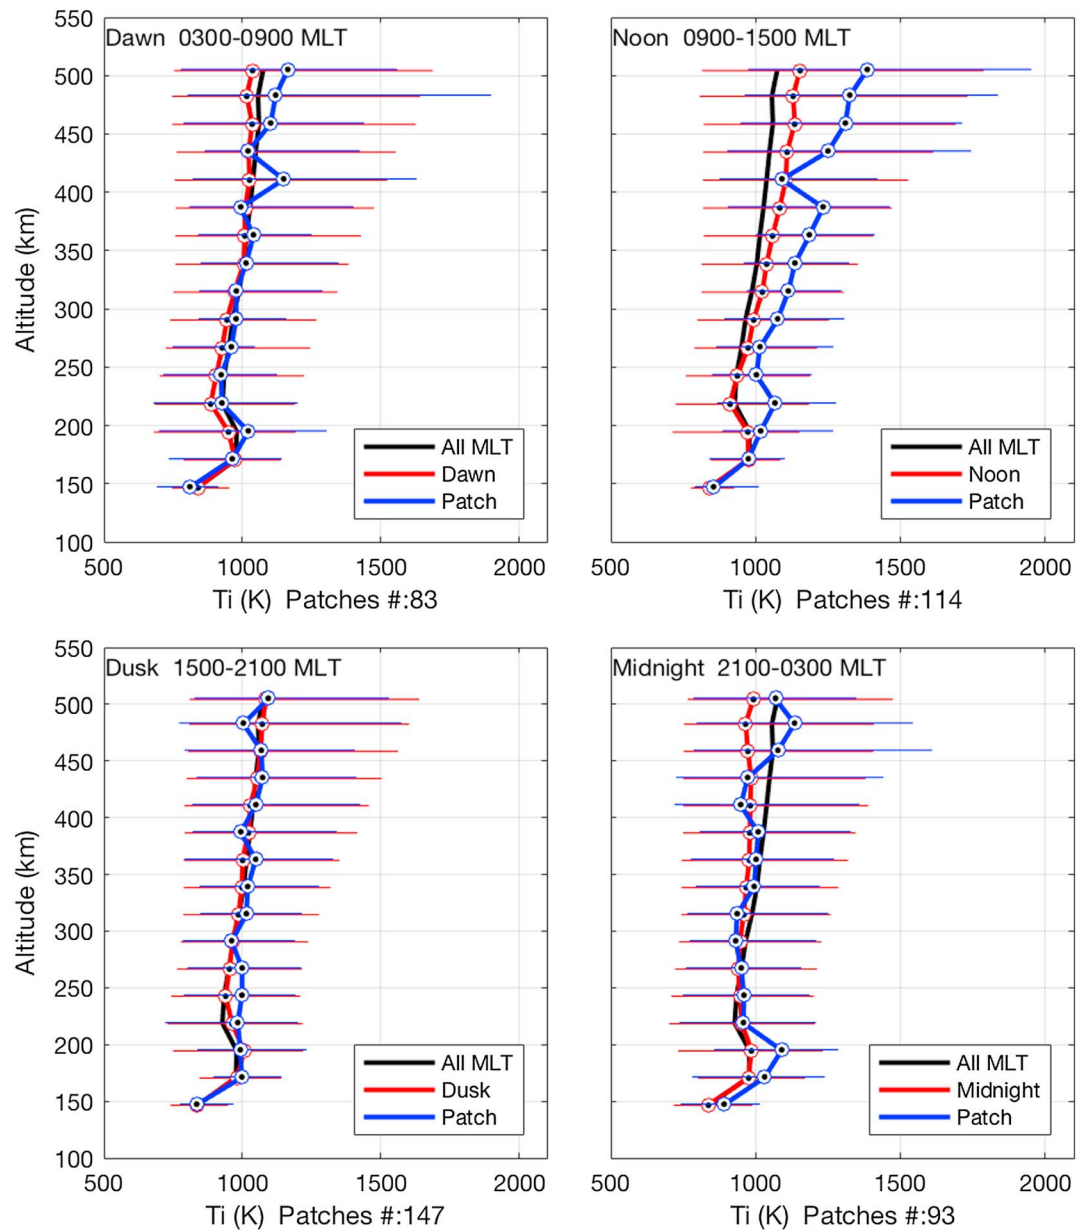 Dawn 0300-0900 MLT
550
500
450
400
350
300
250
200
150
100
Altitude (km)
All MLT
Dawn
Patch
500 1000 1500 2000
Ti (K) Patches #:83
Noon 0900-1500 MLT
All MLT
Noon
Patch
500 1000 1500 2000
Ti (K) Patches #:114
Dusk 1500-2100 MLT
550
500
450
400
350
300
250
200
150
100
Altitude (km)
All MLT
Dusk
Patch
500 1000 1500 2000
Ti (K) Patches #:147
Midnight 2100-0300 MLT
All MLT
Midnight
Patch
500 1000 1500 2000
Ti (K) Patches #:93